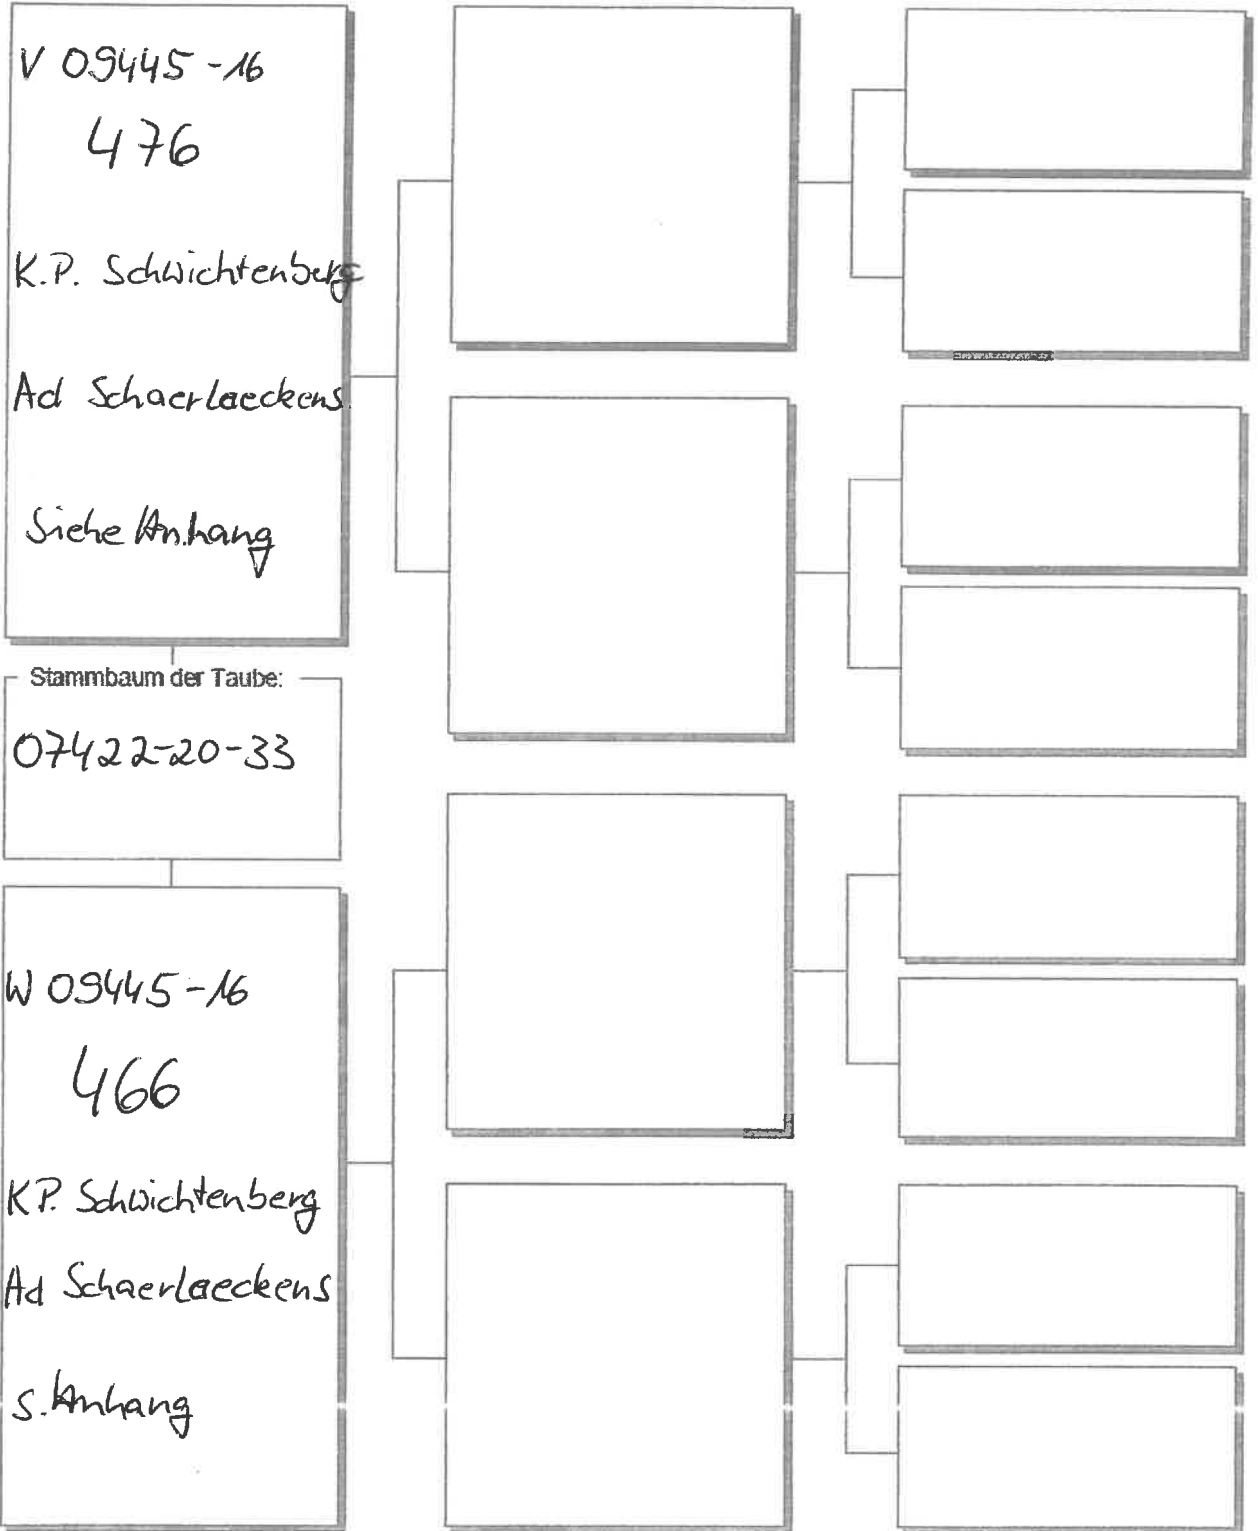 V 09445-16
476
K.P. Schwichtenberg
Ad Schaerlaeckens
Siehe Anhang
Stammbaum der Taube:
07422-20-33
W 09445-16
466
KP. Schwichtenberg
Ad Schaerlaeckens
s. Anhang